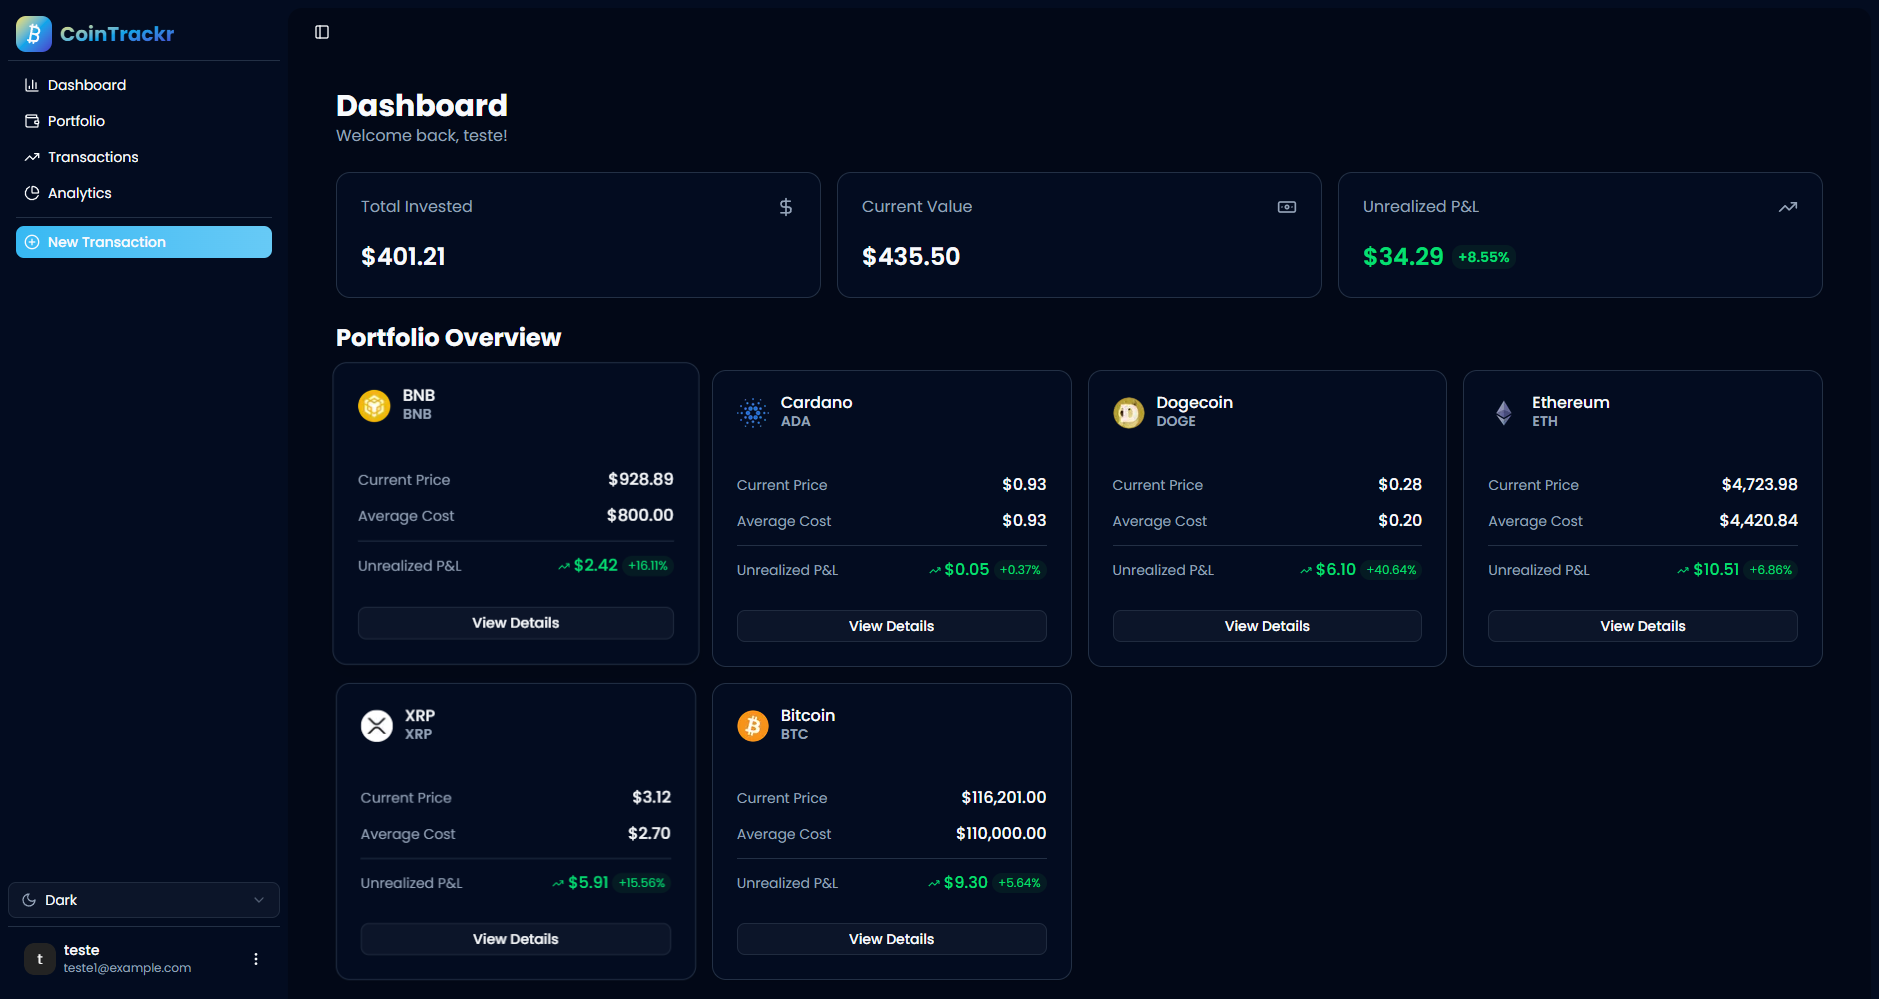 CoinTrackr
Dashboard
Portfolio
Transactions
Analytics
New Transaction
Dark
t
teste
teste1@example.com
Dashboard
Welcome back, teste!
Total Invested
$401.21
Current Value
$435.50
Unrealized P&L
$34.29 +8.55%
Portfolio Overview
BNB
BNB
Current Price $928.89
Average Cost $800.00
Unrealized P&L $2.42 +16.11%
View Details
Cardano
ADA
Current Price $0.93
Average Cost $0.93
Unrealized P&L $0.05 +0.37%
View Details
Dogecoin
DOGE
Current Price $0.28
Average Cost $0.20
Unrealized P&L $6.10 +40.64%
View Details
Ethereum
ETH
Current Price $4,723.98
Average Cost $4,420.84
Unrealized P&L $10.51 +6.86%
View Details
XRP
XRP
Current Price $3.12
Average Cost $2.70
Unrealized P&L $5.91 +15.56%
View Details
Bitcoin
BTC
Current Price $116,201.00
Average Cost $110,000.00
Unrealized P&L $9.30 +5.64%
View Details